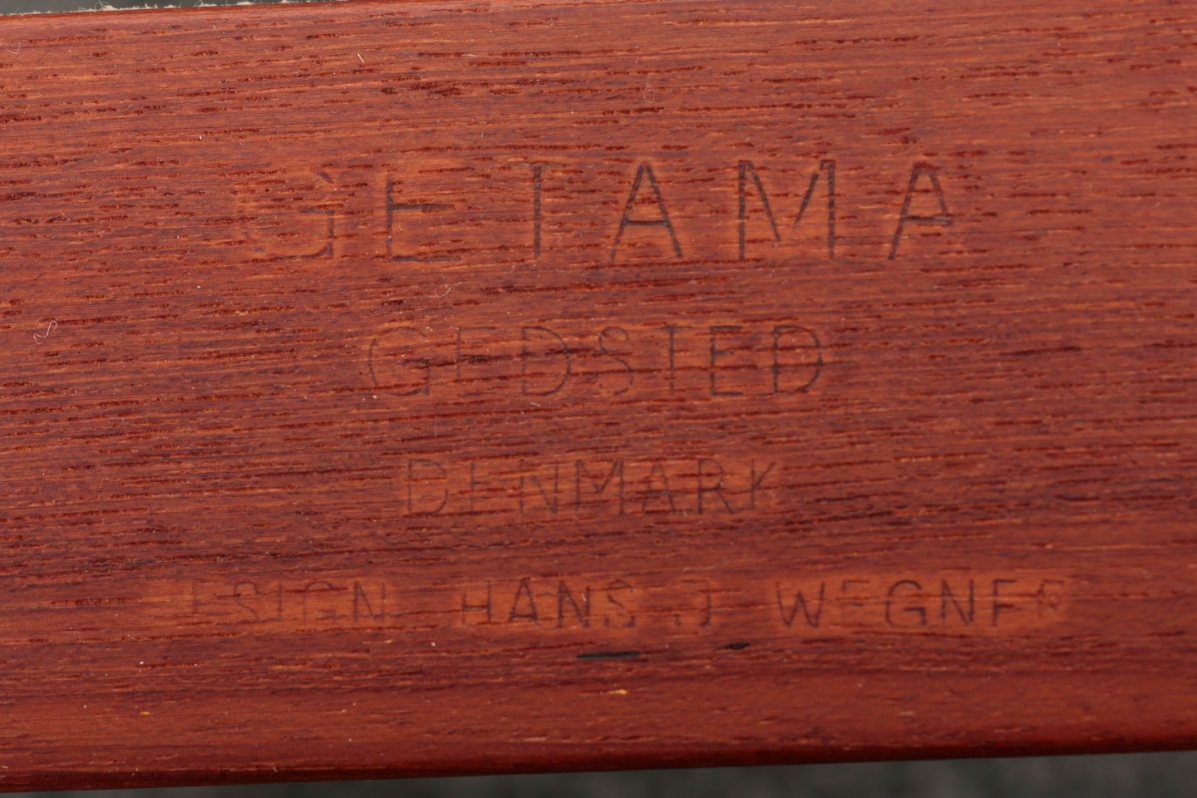 GETAMA
GEDSTED
DENMARK
DESIGN HANS J WEGNER